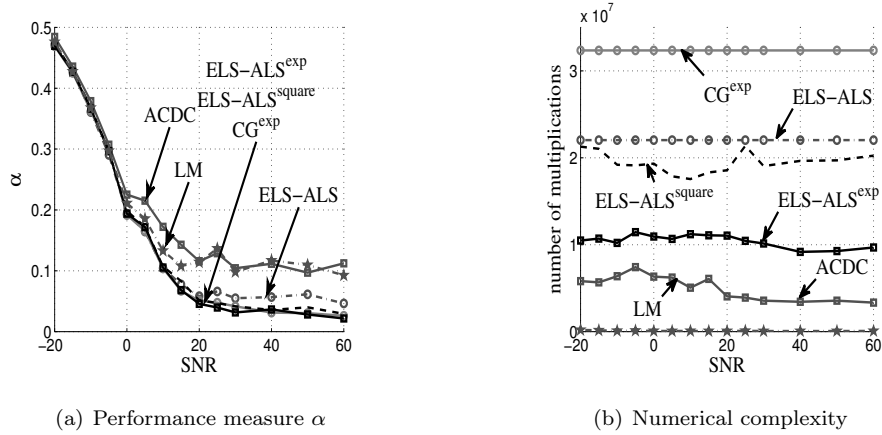 0.5
0.4
0.3
0.2
0.1
0
α
−20
0
20
40
60
SNR
ELS−ALS^exp
ELS−ALS^square
ACDC
CG^exp
LM
ELS−ALS
(a) Performance measure α
x 10^7
3
2
1
0
number of multiplications
−20
0
20
40
60
SNR
CG^exp
ELS−ALS
ELS−ALS^square
ELS−ALS^exp
ACDC
LM
(b) Numerical complexity